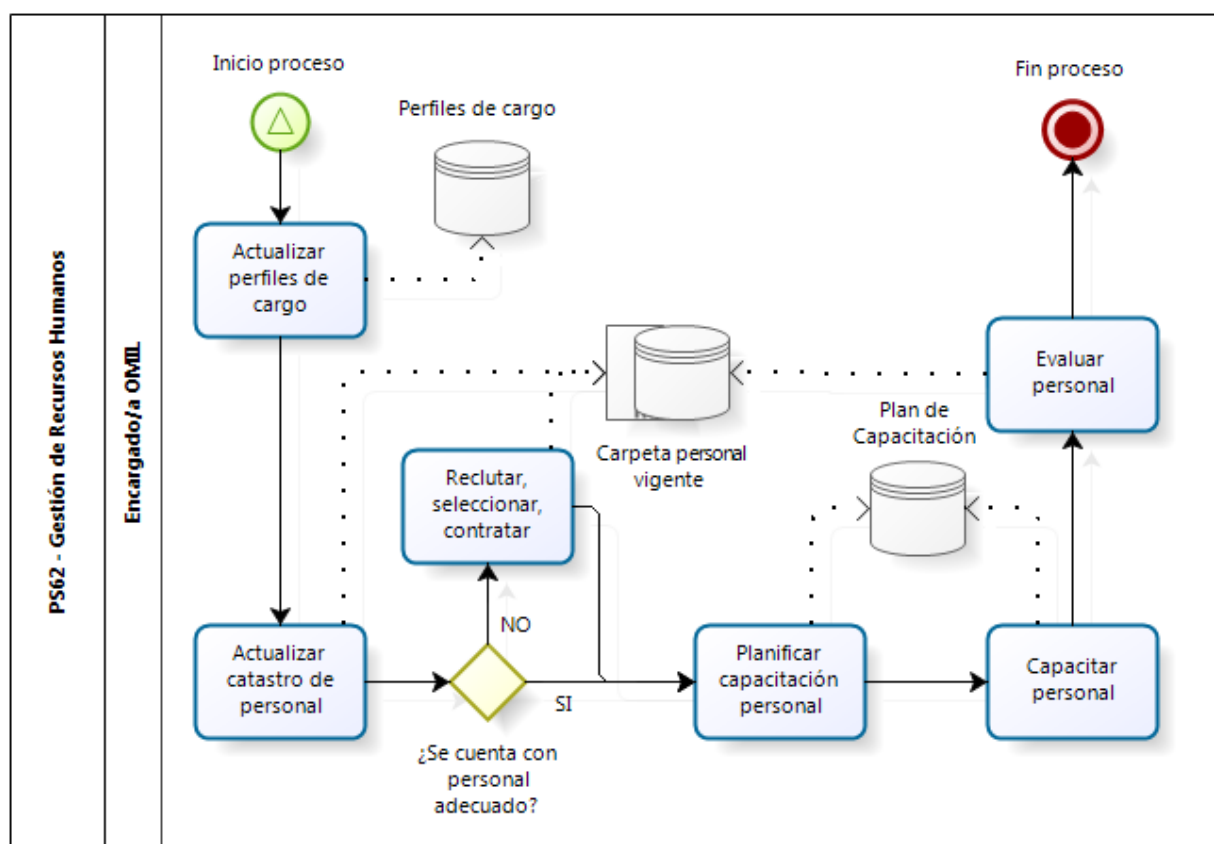 PS62 - Gestión de Recursos Humanos
Encargado/a OMIL
Inicio proceso
Fin proceso
Perfiles de cargo
Actualizar
perfiles de
cargo
Evaluar
personal
Plan de
Capacitación
Carpeta personal
vigente
Reclutar,
seleccionar,
contratar
NO
Actualizar
catastro de
personal
SI
Planificar
capacitación
personal
Capacitar
personal
¿Se cuenta con
personal
adecuado?